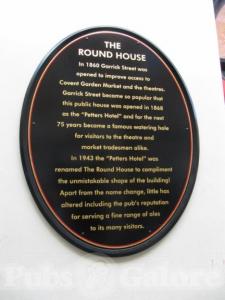 THE
ROUND HOUSE
In 1860 Garrick Street was
opened to improve access to
Covent Garden Market and the theatres.
Garrick Street became so popular that
this public house was opened in 1868
as the "Petters Hotel" and for the next
75 years became a famous watering hole
for visitors to the theatre and
market tradesmen alike.
In 1943 the "Petters Hotel" was
renamed The Round House to compliment
the unmistakable shape of the building!
Apart from the name change, little has
altered including the pub's reputation
for serving a fine range of ales
to its many visitors.
Pubs Galore